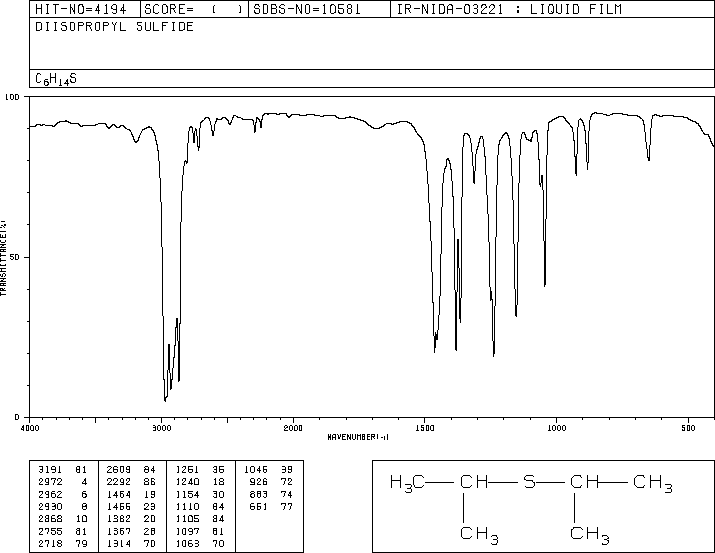 HIT-NO=4194 SCORE= ( ) SDBS-NO=10581 IR-NIDA-03221 : LIQUID FILM
DIISOPROPYL SULFIDE
C6H14S
100
50
0
TRANSMITTANCE(%)
4000 3000 2000 1500 1000 500
WAVENUMBER(-1)
3191 81 2609 84 1251 36 1046 39
2972 4 2292 86 1240 18 926 72
2962 6 1464 19 1154 30 883 74
2930 8 1455 23 1110 84 651 77
2868 10 1382 20 1105 84
2755 81 1367 28 1097 81
2718 79 1314 70 1063 70
H3C CH S CH CH3
CH3 CH3